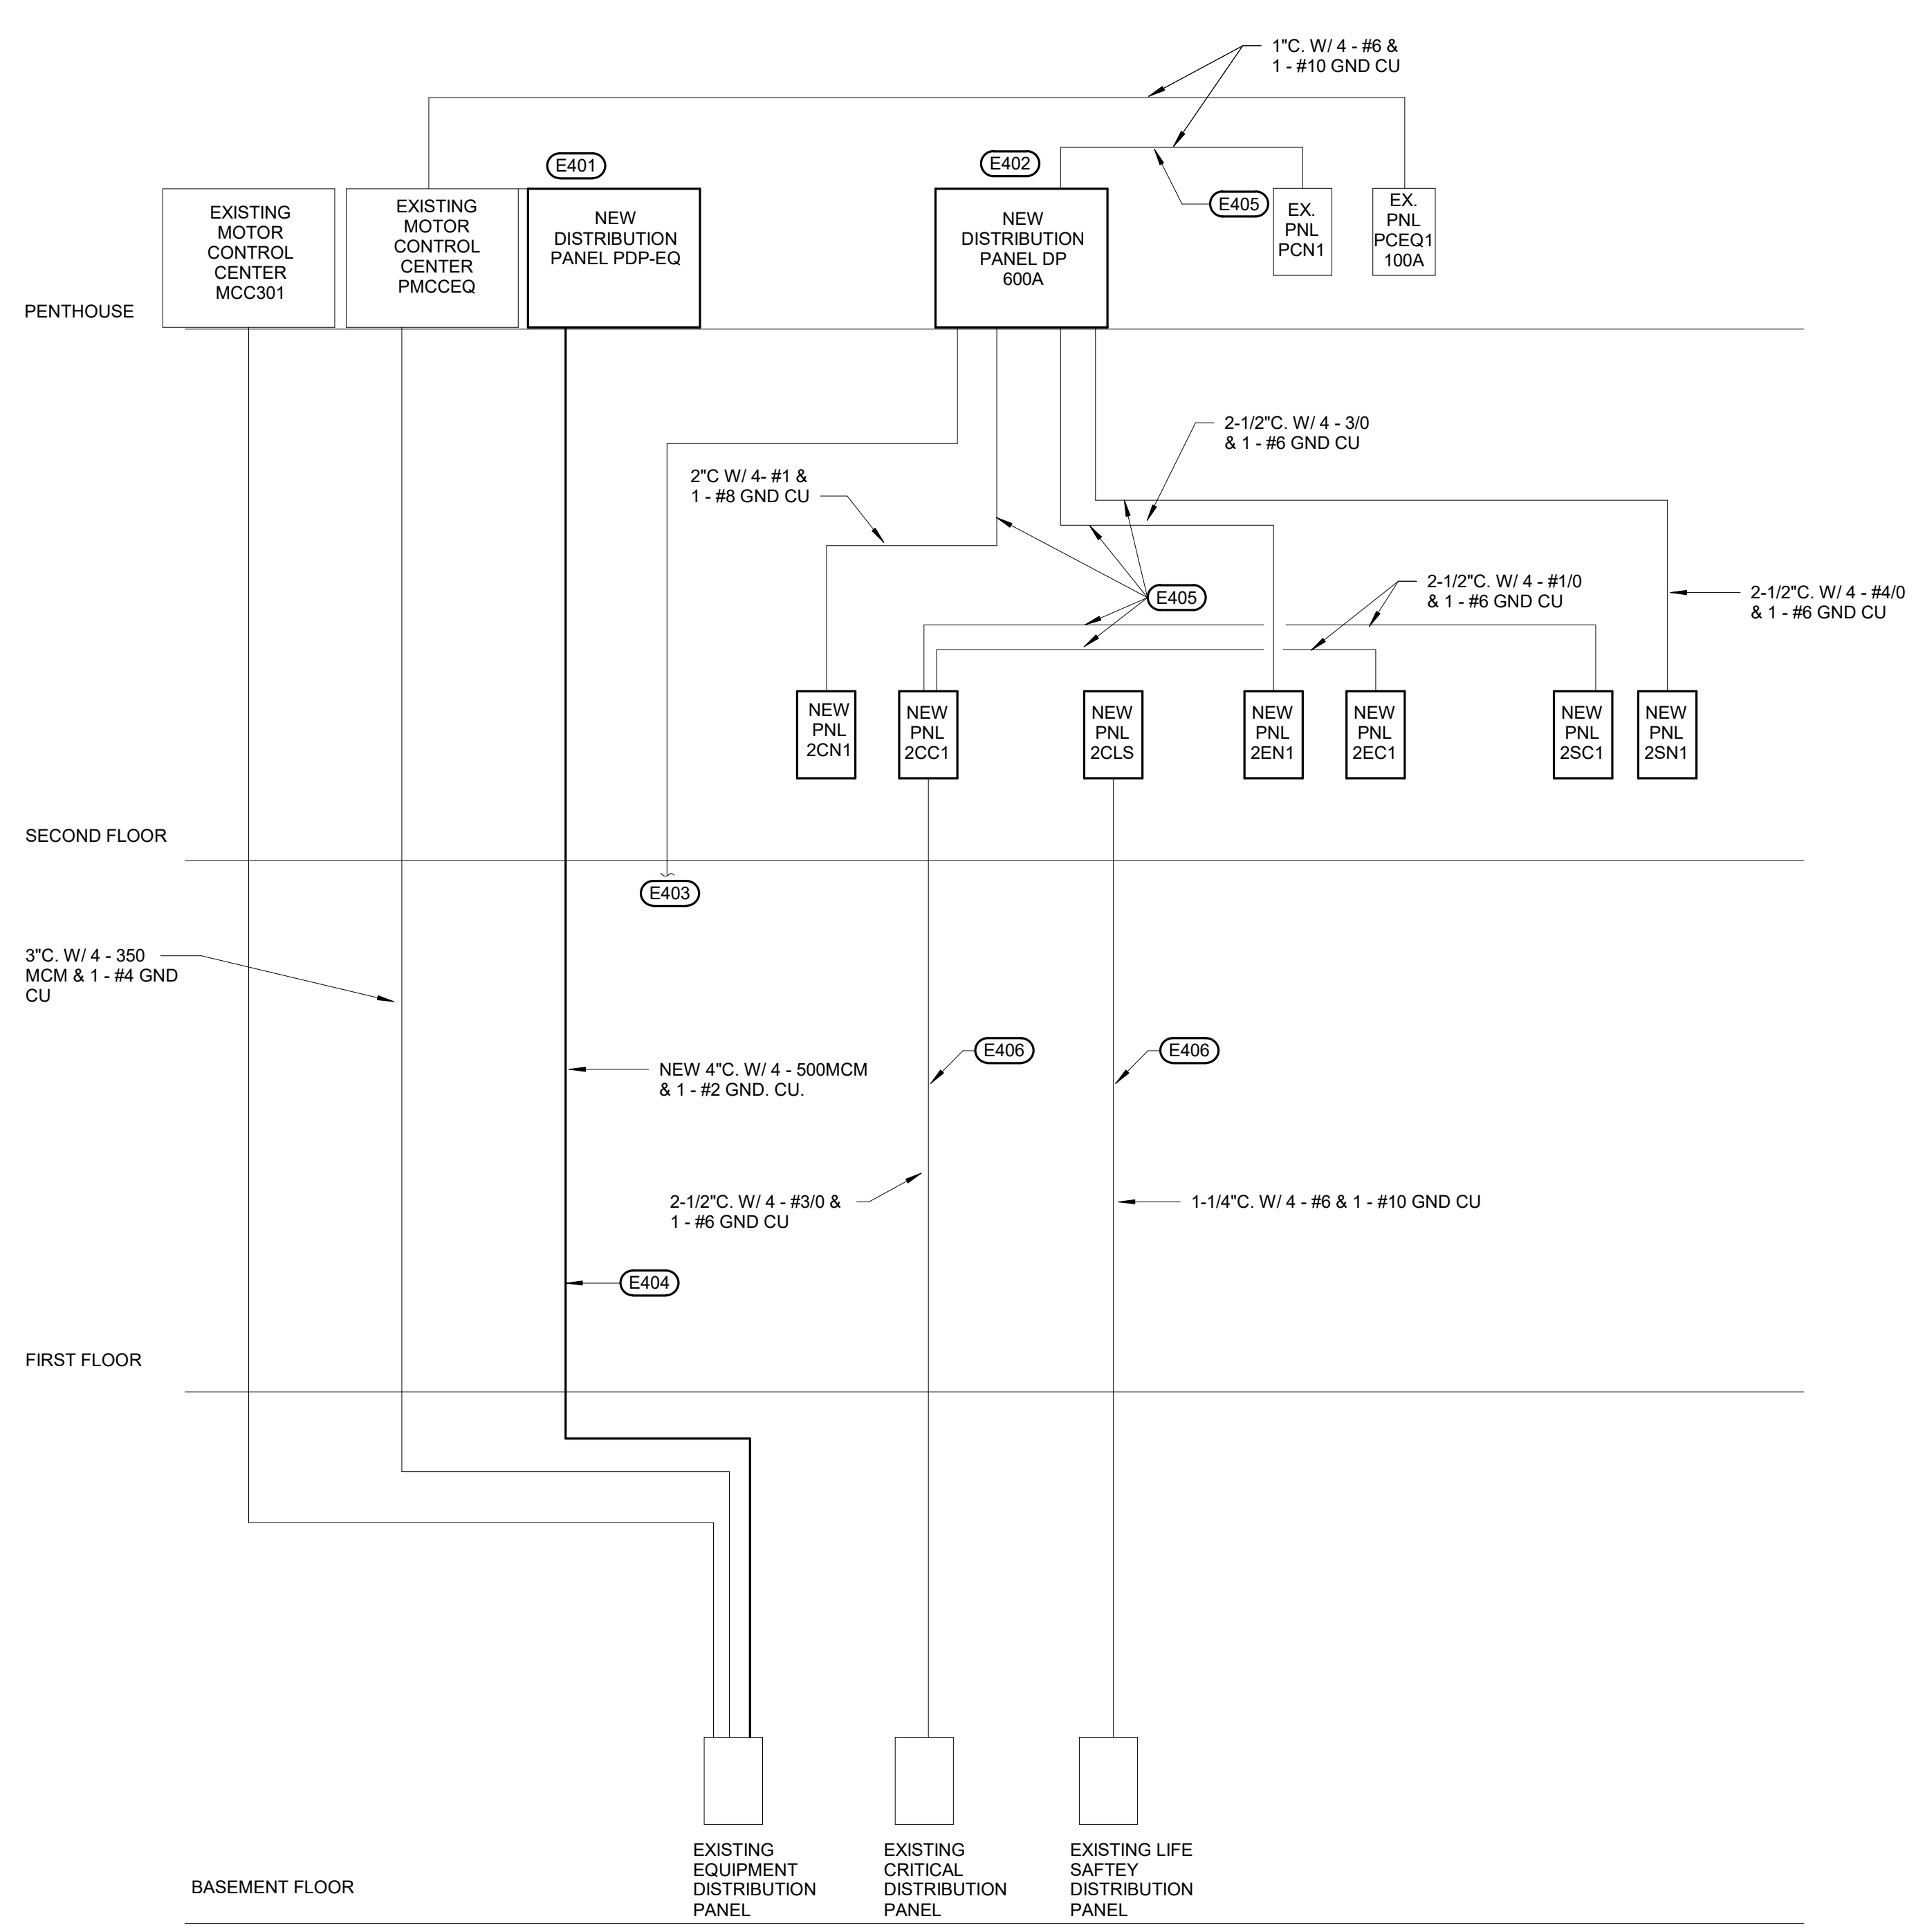 1"C. W/ 4 - #6 &
1 - #10 GND CU
E401
E402
E405
EXISTING
MOTOR
CONTROL
CENTER
MCC301
EXISTING
MOTOR
CONTROL
CENTER
PMCCEQ
NEW
DISTRIBUTION
PANEL PDP-EQ
NEW
DISTRIBUTION
PANEL DP
600A
EX.
PNL
PCN1
EX.
PNL
PCEQ1
100A
PENTHOUSE
2-1/2"C. W/ 4 - 3/0
& 1 - #6 GND CU
2"C W/ 4- #1 &
1 - #8 GND CU
E405
2-1/2"C. W/ 4 - #1/0
& 1 - #6 GND CU
2-1/2"C. W/ 4 - #4/0
& 1 - #6 GND CU
NEW
PNL
2CN1
NEW
PNL
2CC1
NEW
PNL
2CLS
NEW
PNL
2EN1
NEW
PNL
2EC1
NEW
PNL
2SC1
NEW
PNL
2SN1
SECOND FLOOR
E403
3"C. W/ 4 - 350
MCM & 1 - #4 GND
CU
E406
E406
NEW 4"C. W/ 4 - 500MCM
& 1 - #2 GND. CU.
2-1/2"C. W/ 4 - #3/0 &
1 - #6 GND CU
1-1/4"C. W/ 4 - #6 & 1 - #10 GND CU
E404
FIRST FLOOR
EXISTING
EQUIPMENT
DISTRIBUTION
PANEL
EXISTING
CRITICAL
DISTRIBUTION
PANEL
EXISTING LIFE
SAFTEY
DISTRIBUTION
PANEL
BASEMENT FLOOR